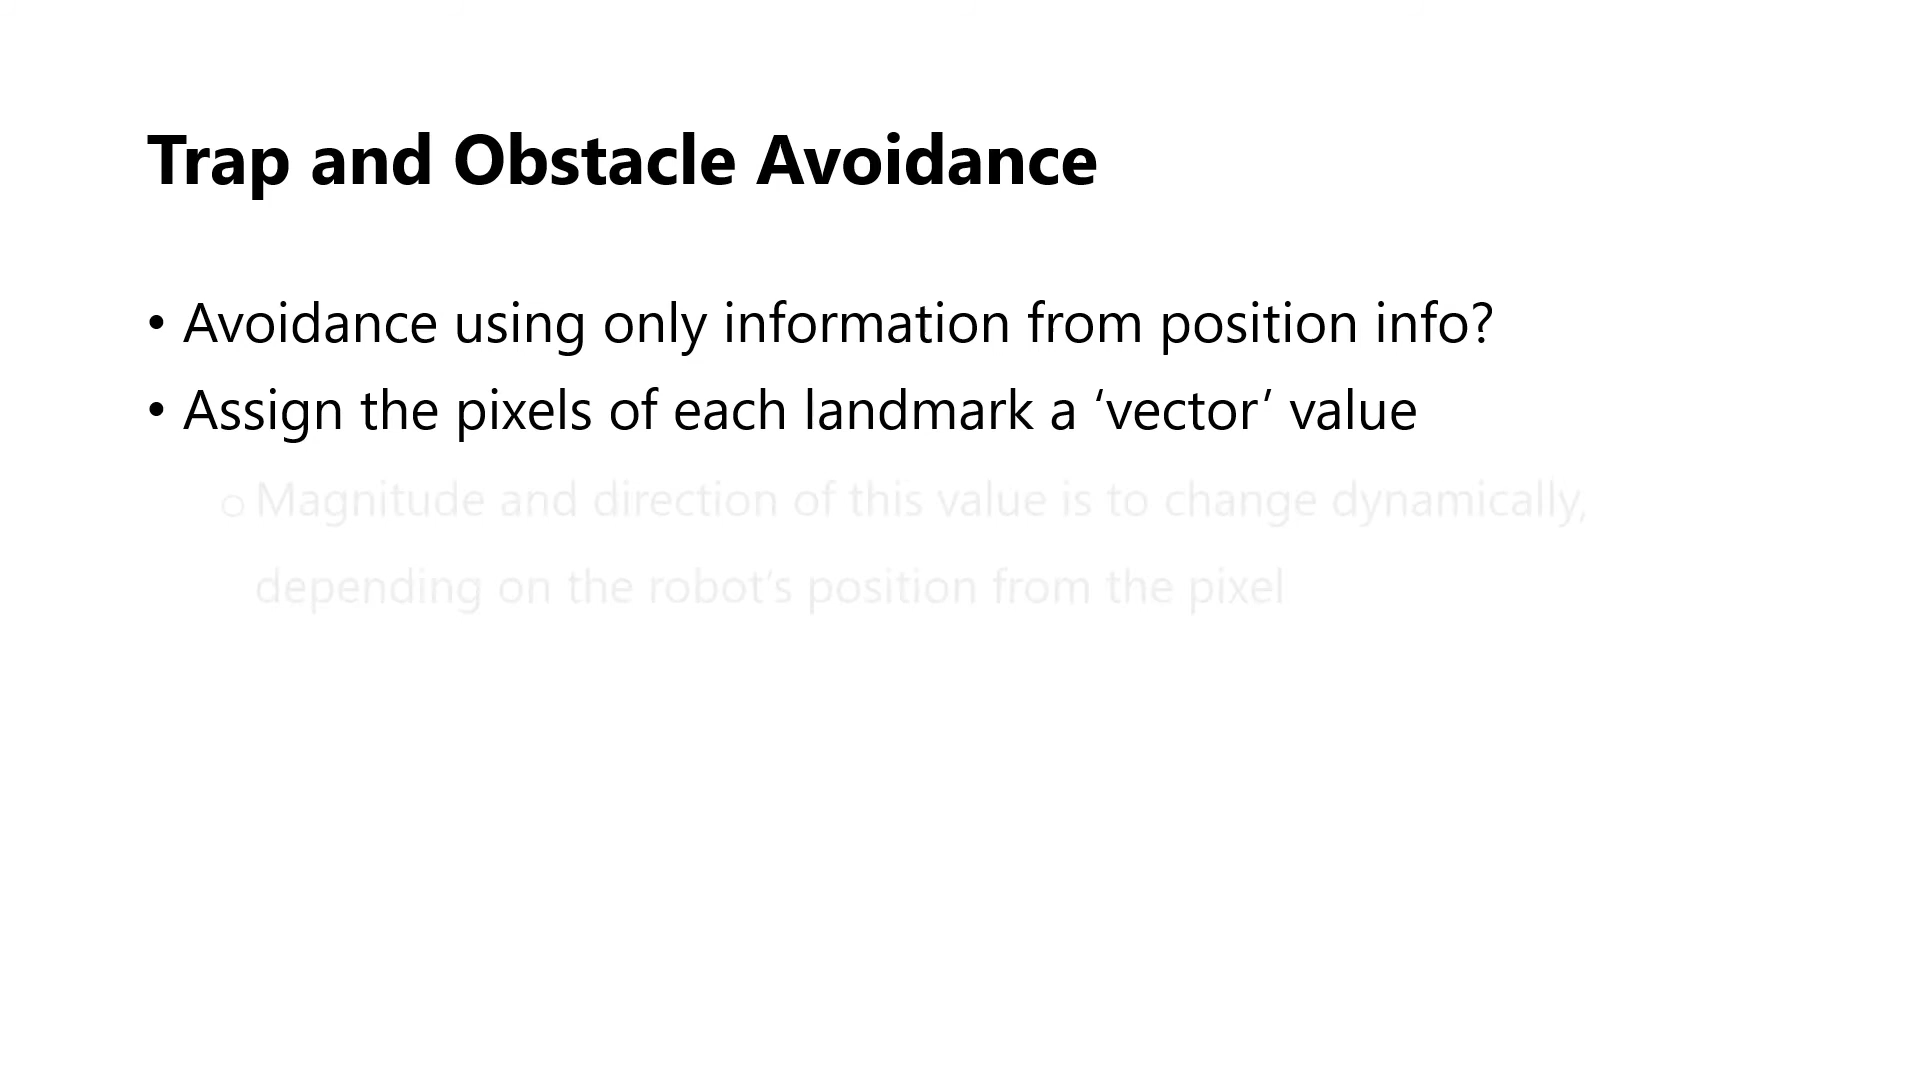 Trap and Obstacle Avoidance
• Avoidance using only information from position info?
• Assign the pixels of each landmark a ‘vector’ value
o Magnitude and direction of this value is to change dynamically,
depending on the robot’s position from the pixel